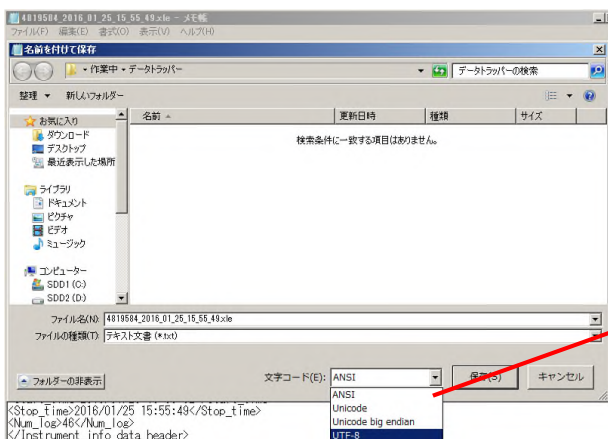 4819584_2016_01_25_15_55_49.xle - メモ帳
ファイル(F) 編集(E) 書式(O) 表示(V) ヘルプ(H)
名前を付けて保存
作業中 データトラッパー
データトラッパーの検索
整理 新しいフォルダー
お気に入り
ダウンロード
デスクトップ
最近表示した場所
ライブラリ
ドキュメント
ピクチャ
ビデオ
ミュージック
コンピューター
SDD1 (C:)
SDD2 (D:)
名前 更新日時 種類 サイズ
検索条件に一致する項目はありません。
ファイル名(N): 4819584_2016_01_25_15_55_49.xle
ファイルの種類(T): テキスト文書 (*.txt)
フォルダーの非表示
文字コード(E): ANSI
保存(S) キャンセル
ANSI
Unicode
Unicode big endian
UTF-8
<Stop_time>2016/01/25 15:55:49</Stop_time>
<Num_log>46</Num_log>
</Instrument_info_data_header>